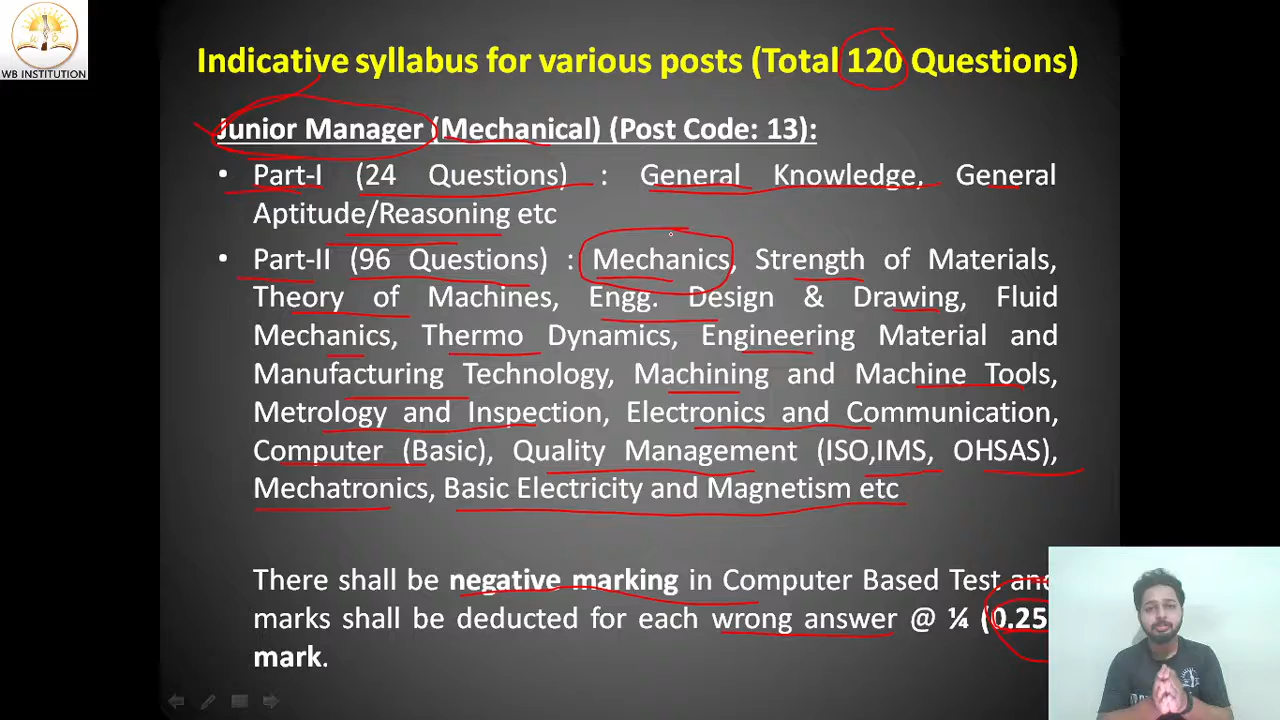 WB INSTITUTION
Indicative syllabus for various posts (Total 120 Questions)
Junior Manager (Mechanical) (Post Code: 13):
• Part-I (24 Questions) : General Knowledge, General
Aptitude/Reasoning etc
• Part-II (96 Questions) : Mechanics, Strength of Materials,
Theory of Machines, Engg. Design & Drawing, Fluid
Mechanics, Thermo Dynamics, Engineering Material and
Manufacturing Technology, Machining and Machine Tools,
Metrology and Inspection, Electronics and Communication,
Computer (Basic), Quality Management (ISO,IMS, OHSAS),
Mechatronics, Basic Electricity and Magnetism etc
There shall be negative marking in Computer Based Test and
marks shall be deducted for each wrong answer @ ¼ (0.25
mark.